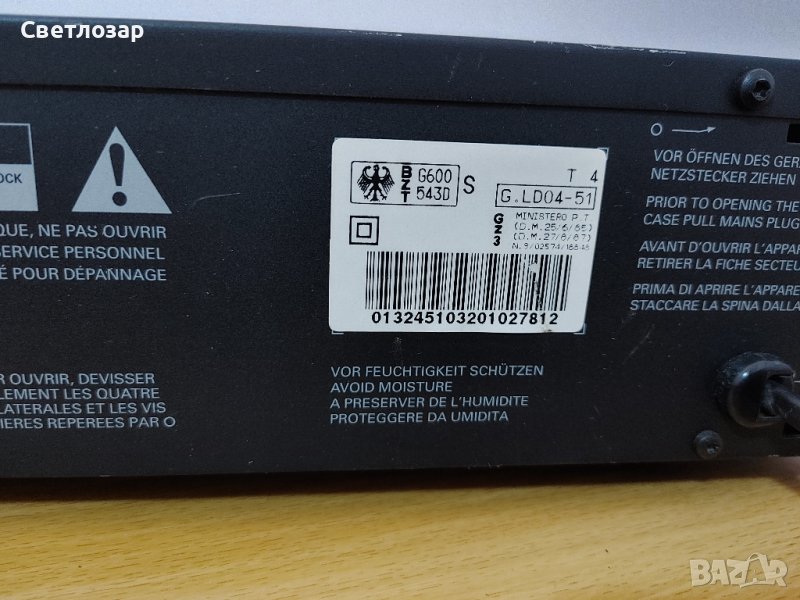 Светлозар
OCK
QUE, NE PAS OUVRIR
SERVICE PERSONNEL
É POUR DÉPANNAGE
R OUVRIR, DEVISSER
LEMENT LES QUATRE
LATERALES ET LES VIS
IERES REPEREES PAR O
BZT G600 543D S
T 4
G.LD04-51
GZ3
MINISTERO P.T.
(D.M.25/6/85)
(D.M.27/8/87)
013245103201027812
VOR FEUCHTIGKEIT SCHÜTZEN
AVOID MOISTURE
A PRESERVER DE L'HUMIDITE
PROTEGGERE DA UMIDITA
VOR ÖFFNEN DES GER
NETZSTECKER ZIEHEN
PRIOR TO OPENING THE
CASE PULL MAINS PLUG
AVANT D'OUVRIR L'APPAR
RETIRER LA FICHE SECTEU
PRIMA DI APRIRE L'APPARE
STACCARE LA SPINA DALLA
BAZAR